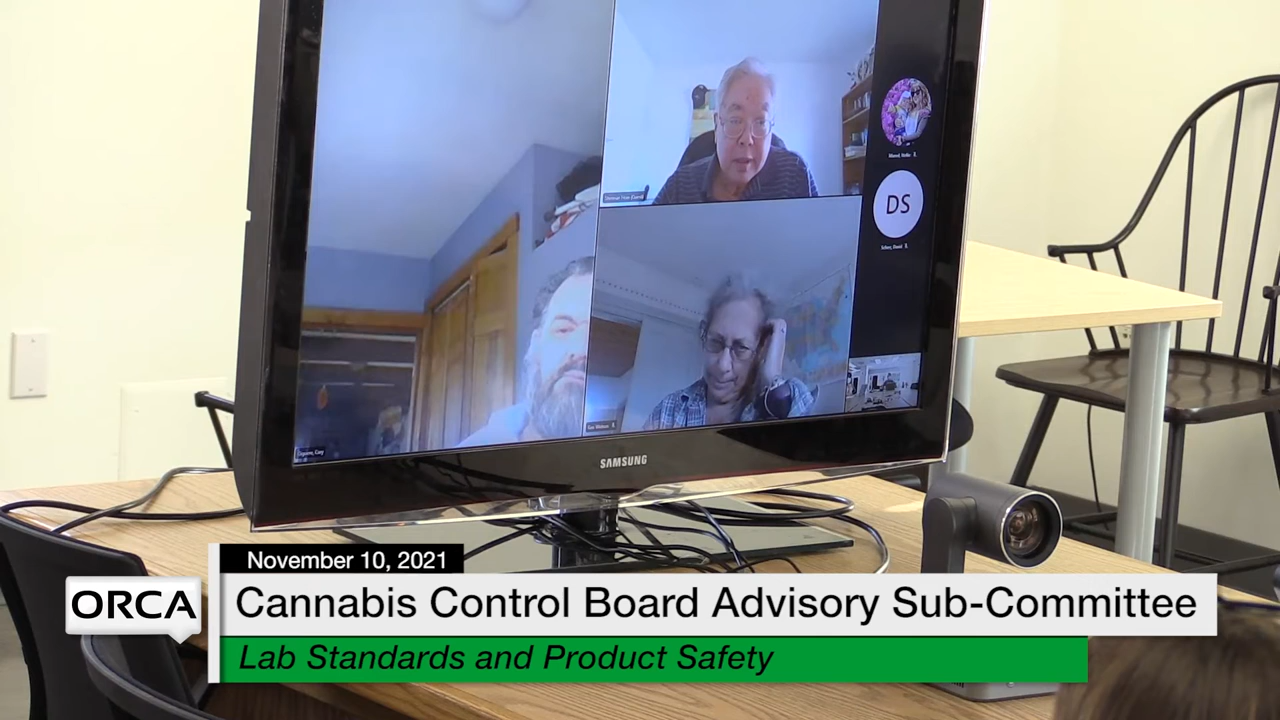 DS
SAMSUNG
November 10, 2021
ORCA
Cannabis Control Board Advisory Sub-Committee
Lab Standards and Product Safety